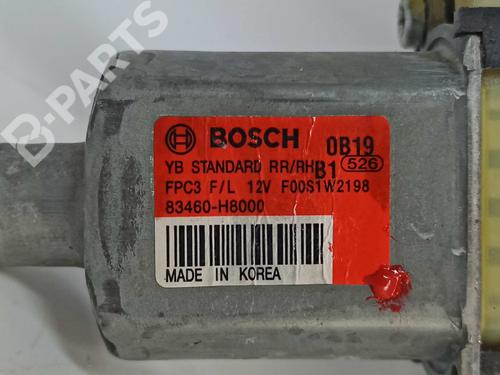 B-PARTS
BOSCH 0B19
YB STANDARD RR/RH B1 526
FPC3 F/L 12V F00S1W2198
83460-H8000
MADE IN KOREA